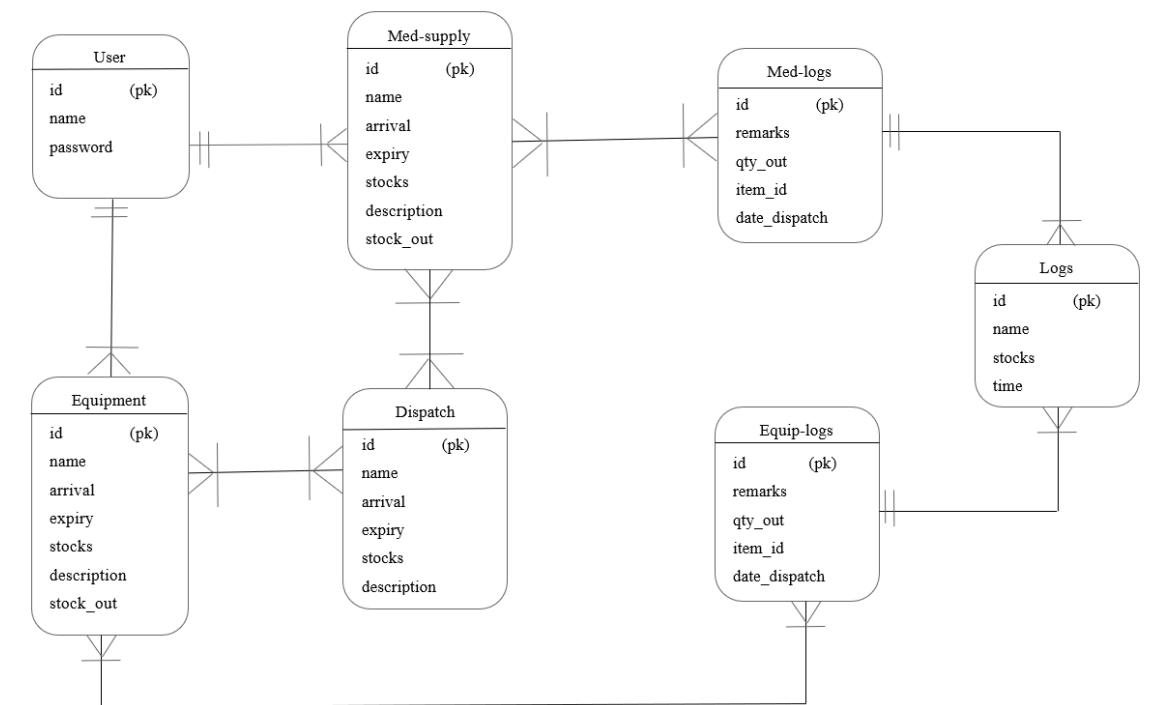 User
id (pk)
name
password
Med-supply
id (pk)
name
arrival
expiry
stocks
description
stock_out
Med-logs
id (pk)
remarks
qty_out
item_id
date_dispatch
Logs
id (pk)
name
stocks
time
Equipment
id (pk)
name
arrival
expiry
stocks
description
stock_out
Dispatch
id (pk)
name
arrival
expiry
stocks
description
Equip-logs
id (pk)
remarks
qty_out
item_id
date_dispatch